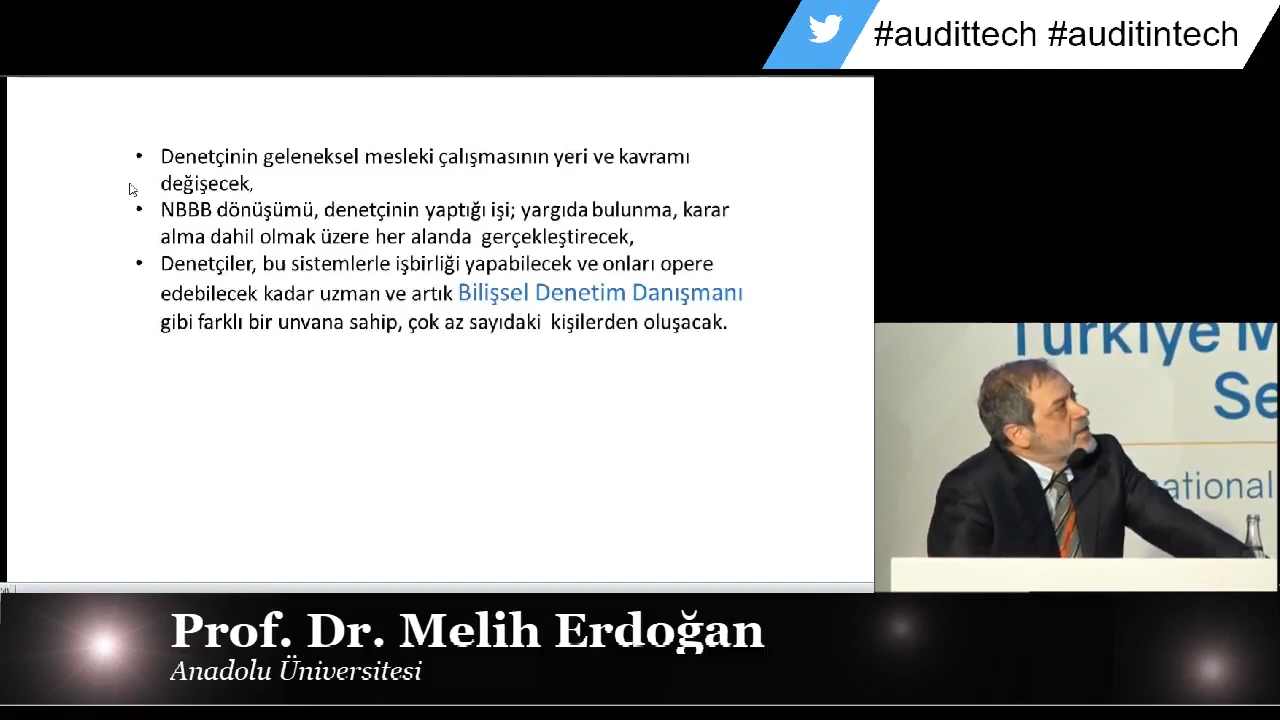 #audittech #auditintech
• Denetçinin geleneksel mesleki çalışmasının yeri ve kavramı
değişecek,
• NBBB dönüşümü, denetçinin yaptığı işi; yargıda bulunma, karar
alma dahil olmak üzere her alanda gerçekleştirecek,
• Denetçiler, bu sistemlerle işbirliği yapabilecek ve onları opere
edebilecek kadar uzman ve artık Bilişsel Denetim Danışmanı
gibi farklı bir unvana sahip, çok az sayıdaki kişilerden oluşacak.
Türkiye
Prof. Dr. Melih Erdoğan
Anadolu Üniversitesi